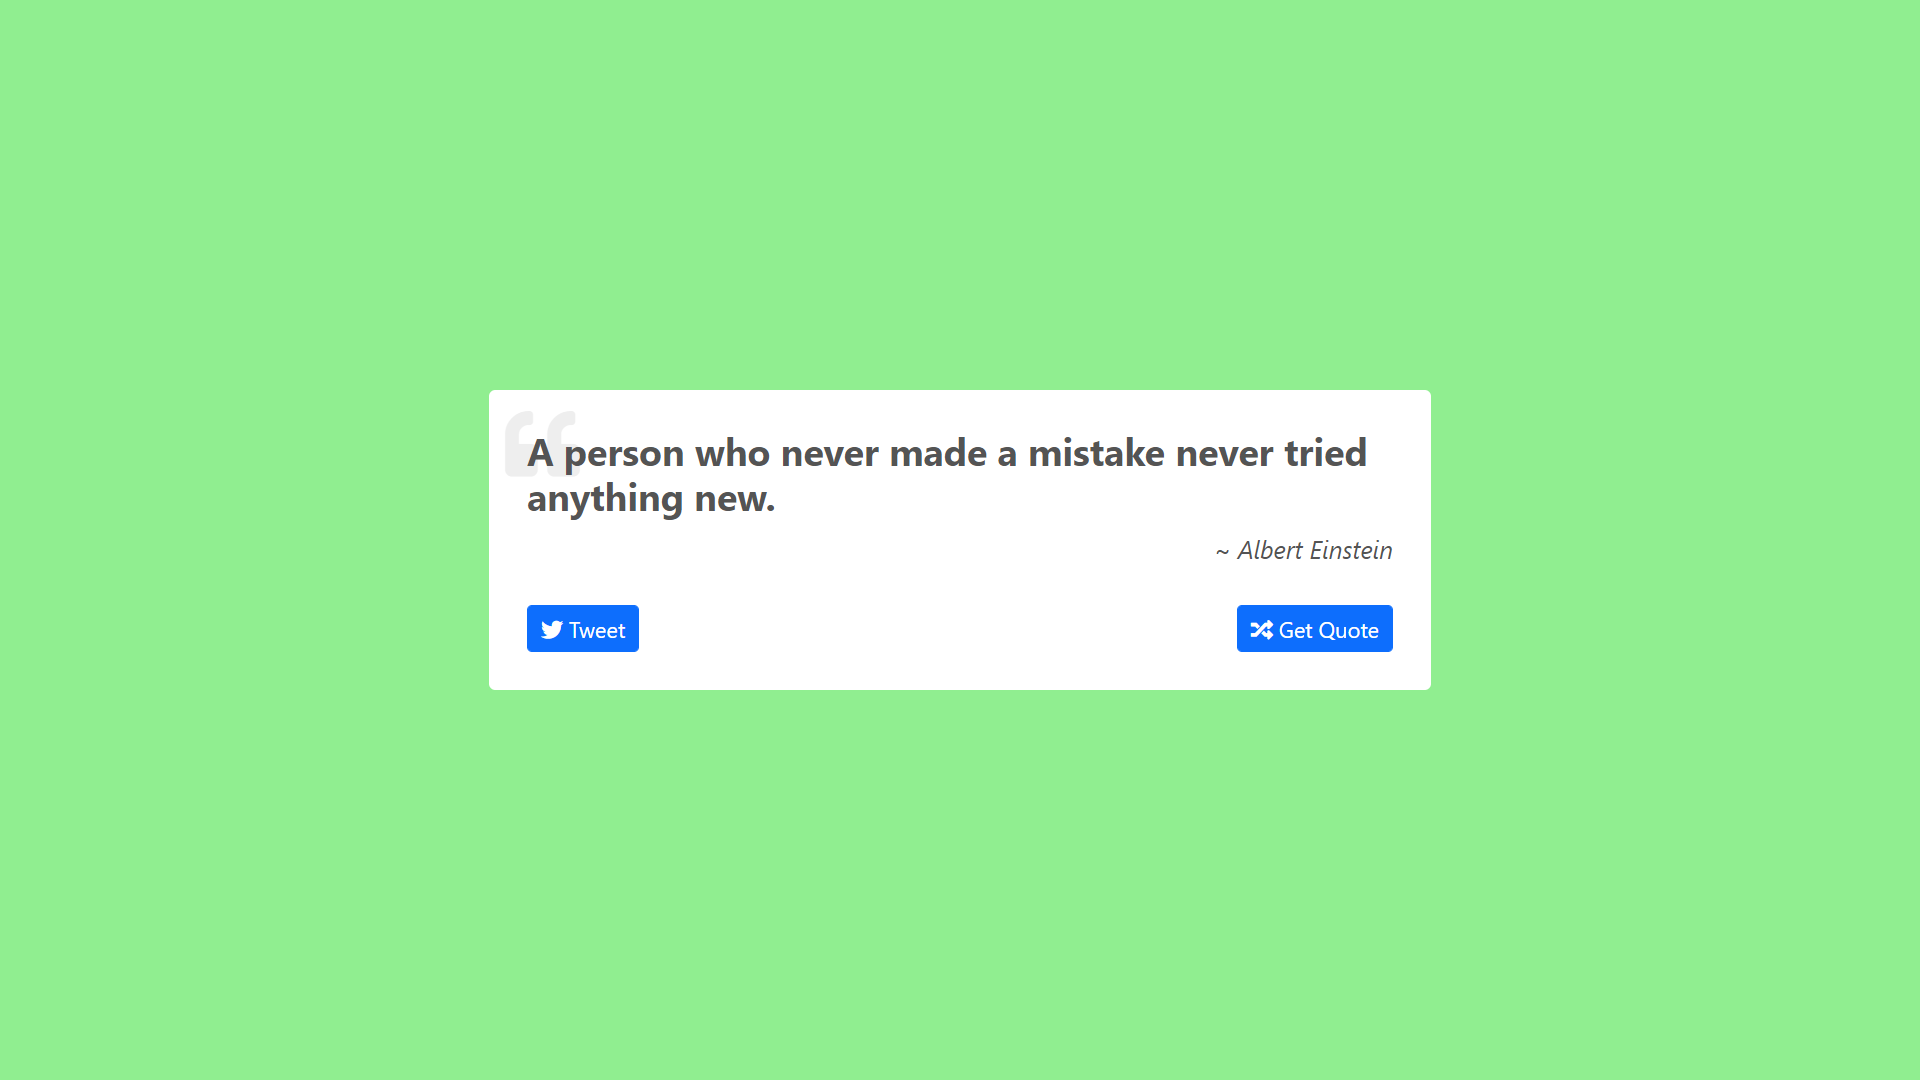 A person who never made a mistake never tried
anything new.
~ Albert Einstein
Tweet
Get Quote